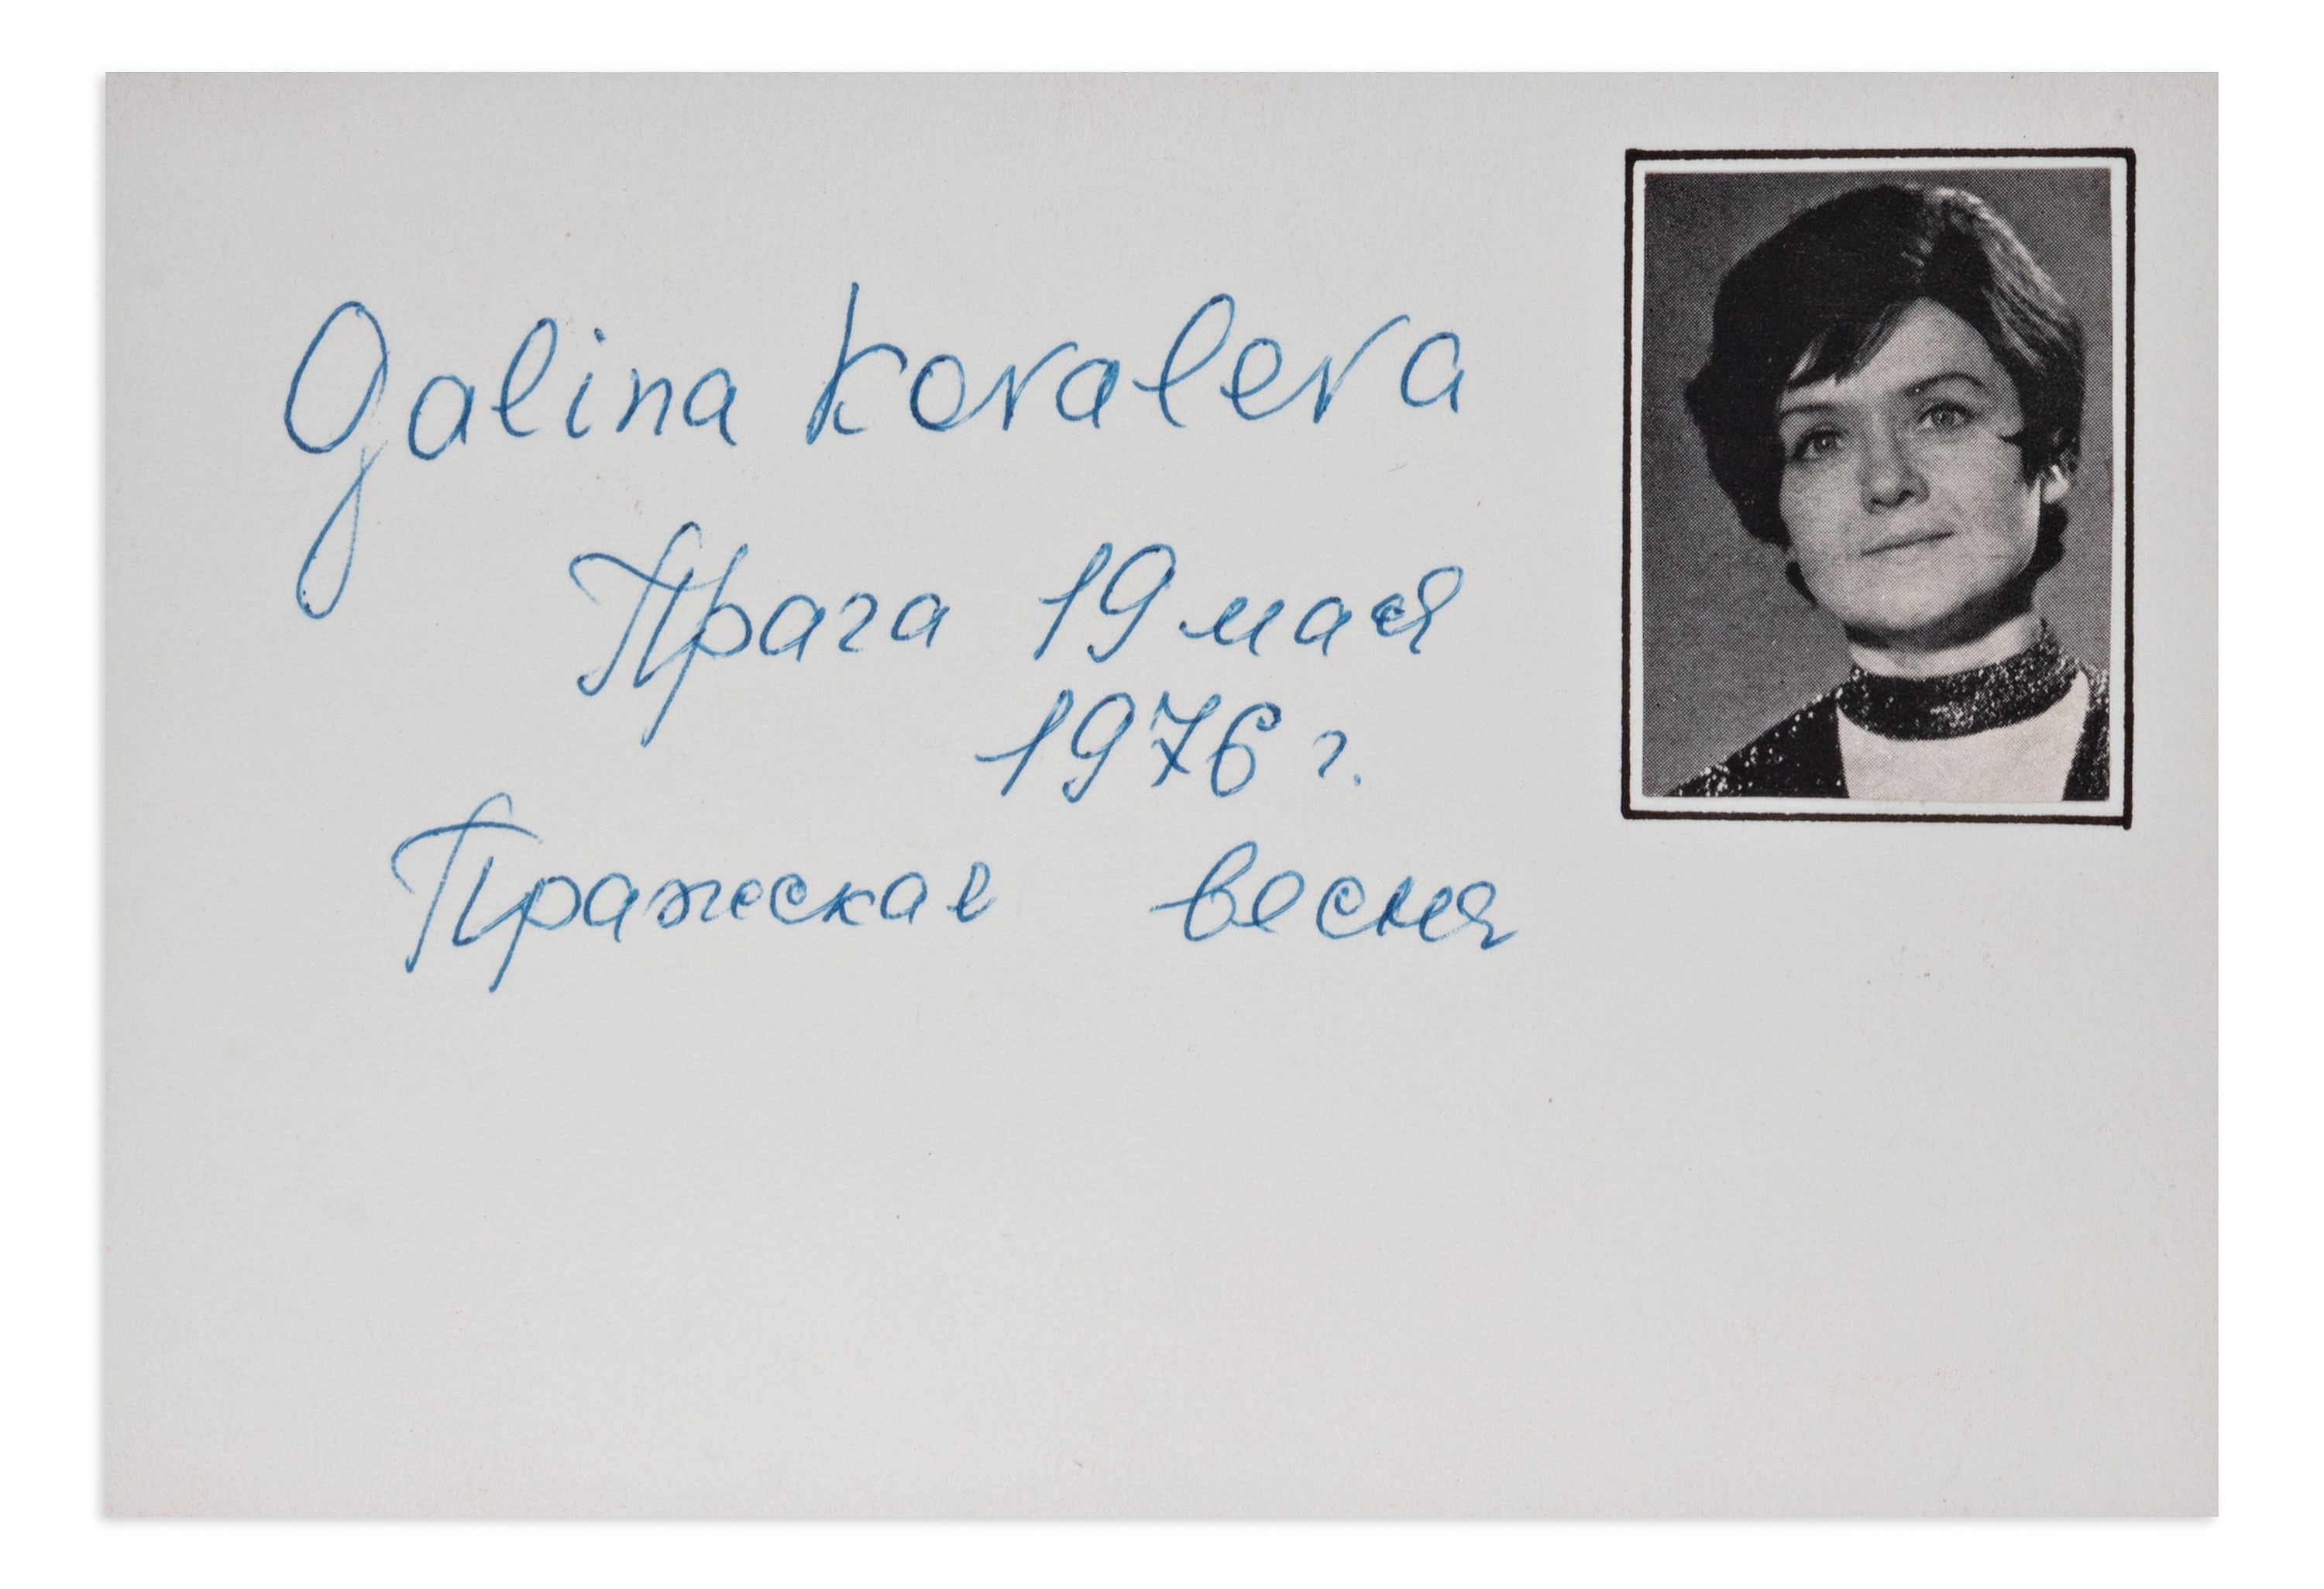 Galina Kovaleva
Прага 19 мая
1976 г.
Пражская весна